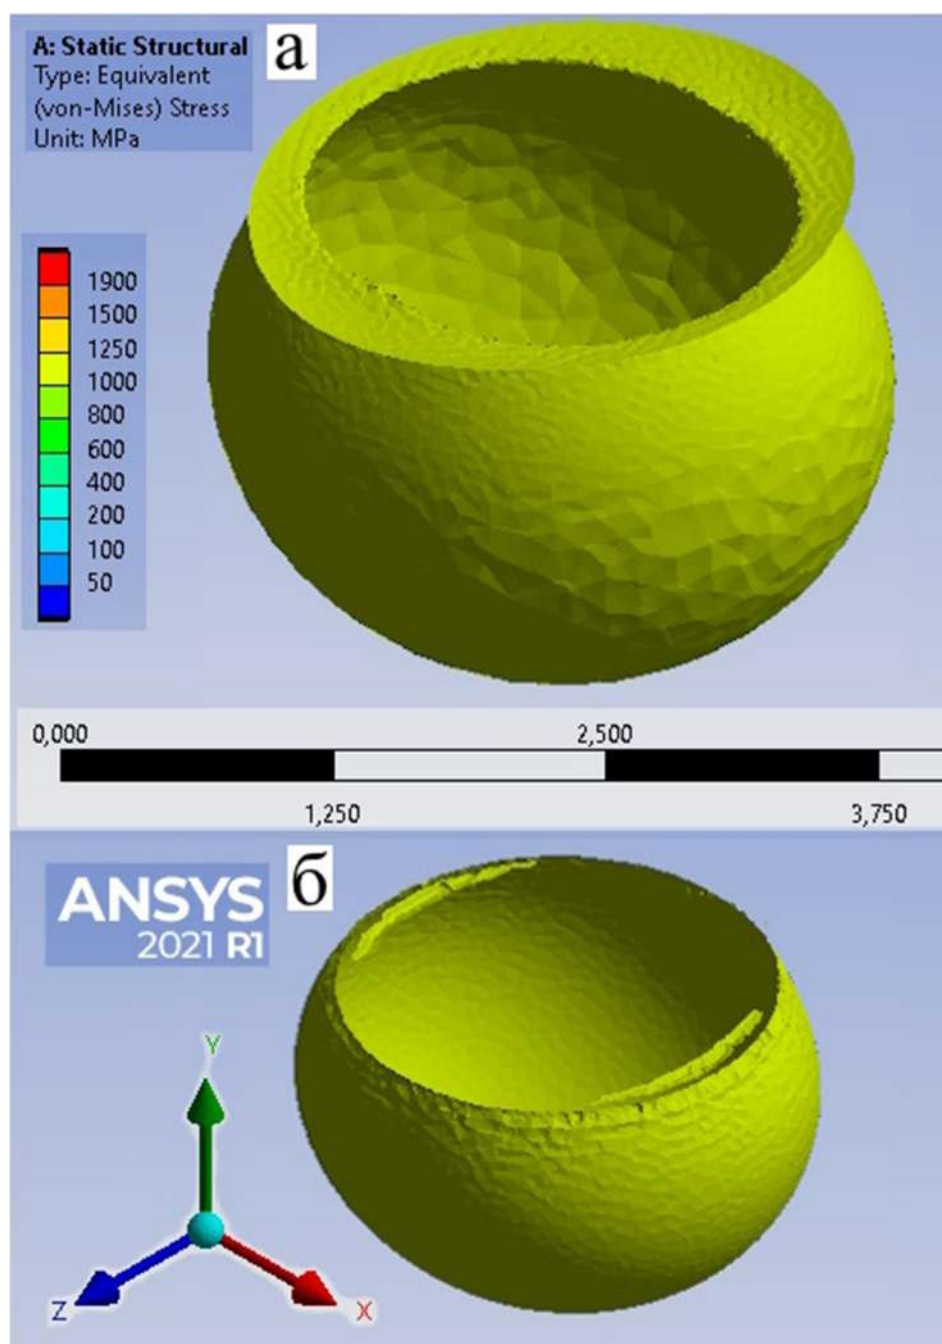 A: Static Structural
Type: Equivalent
(von-Mises) Stress
Unit: MPa
а
1900
1500
1250
1000
800
600
400
200
100
50
0,000
2,500
1,250
3,750
ANSYS
2021 R1
б
Y
Z
X